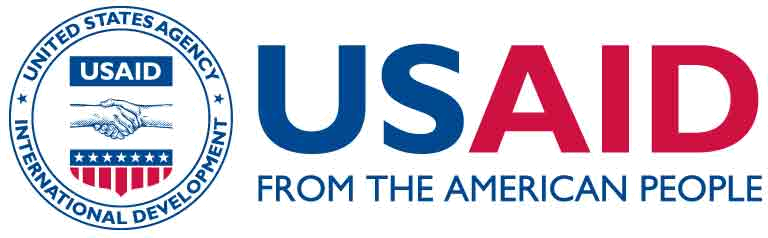 UNITED STATES AGENCY
USAID
INTERNATIONAL DEVELOPMENT
USAID
FROM THE AMERICAN PEOPLE